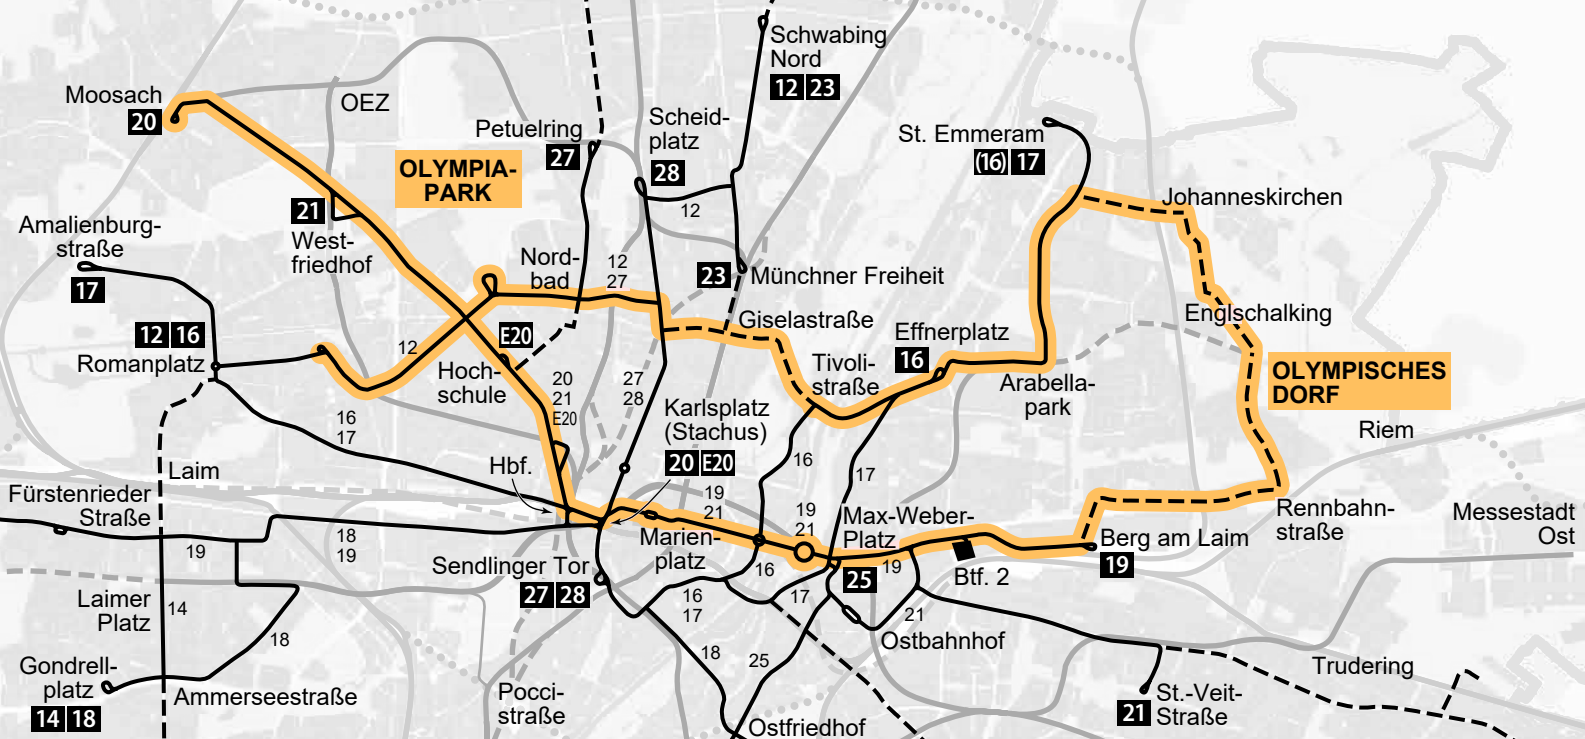 Schwabing
Nord
12 23
Moosach
20
OEZ
Petuelring
27
Scheid-
platz
28
St. Emmeram
(16) 17
OLYMPIA-
PARK
12
Johanneskirchen
21
West-
friedhof
Amalienburg-
straße
17
Nord-
bad
12
27
23
Münchner Freiheit
Giselastraße
Englschalking
12 16
Romanplatz
12
E20
Effnerplatz
16
Hoch-
schule
20
21
E20
27
28
Tivoli-
straße
Arabella-
park
OLYMPISCHES
DORF
Karlsplatz
(Stachus)
20 E20
16
17
Riem
Laim
Hbf.
16
17
Fürstenrieder
Straße
19
21
19
21
Max-Weber-
Platz
Rennbahn-
straße
Messestadt
Ost
19
18
19
Marien-
platz
Berg am Laim
19
Sendlinger Tor
27 28
16
25
19
Btf. 2
Laimer
Platz
14
16
17
17
21
18
Ostbahnhof
18
25
Gondrell-
platz
14 18
Ammerseestraße
Pocci-
straße
Trudering
21
St.-Veit-
Straße
Ostfriedhof